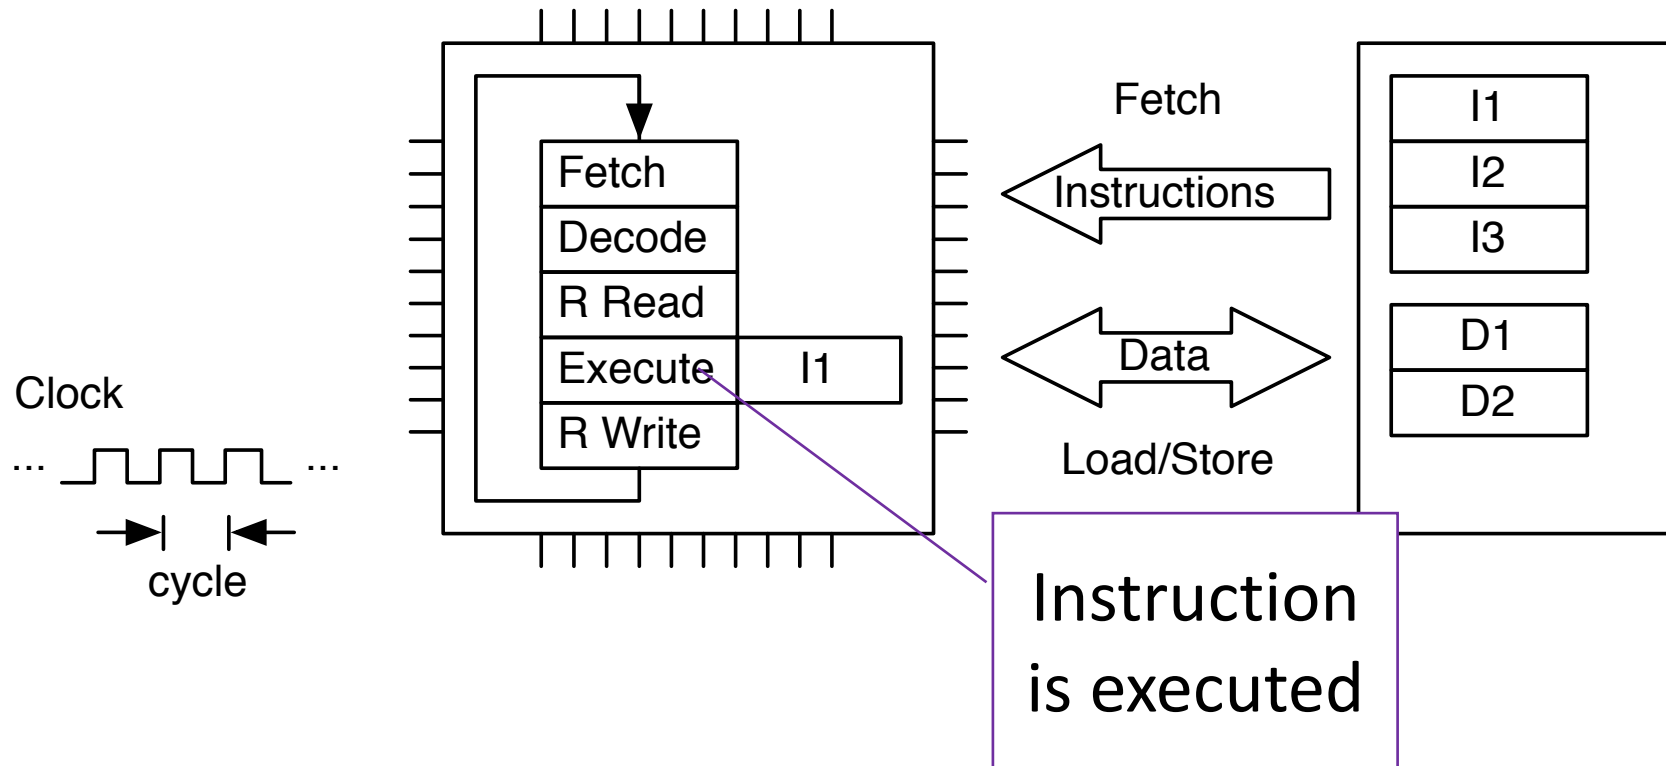 Clock
...
...
cycle
Fetch
Decode
R Read
Execute
I1
R Write
Fetch
Instructions
Data
Load/Store
I1
I2
I3
D1
D2
Instruction
is executed